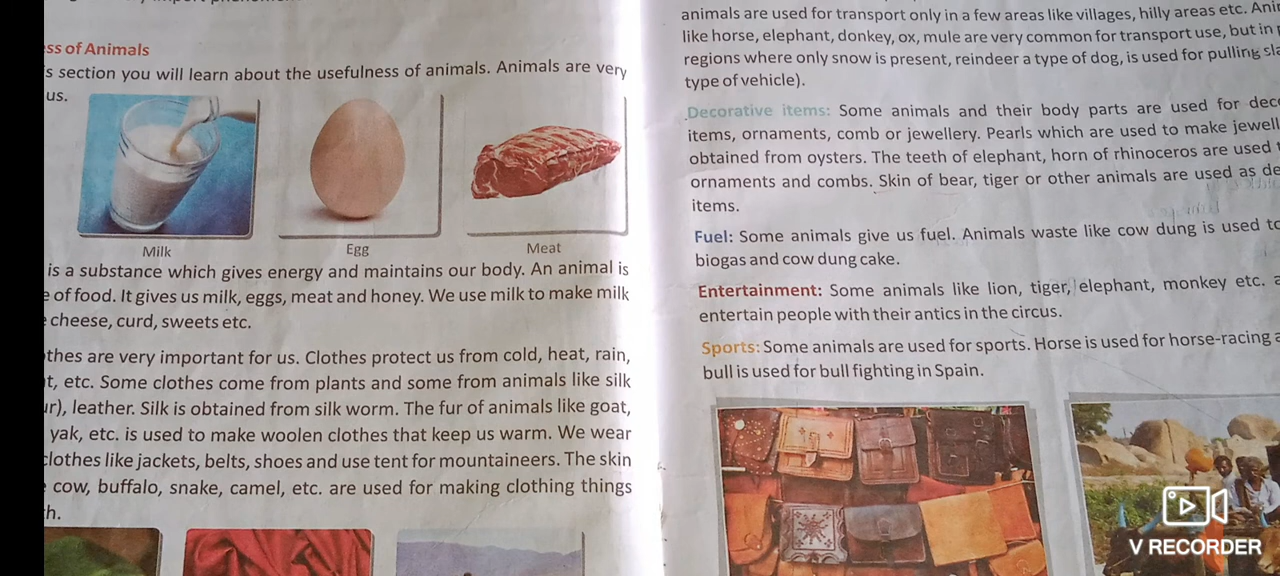 ss of Animals
s section you will learn about the usefulness of animals. Animals are very
us.
Milk
Egg
Meat
is a substance which gives energy and maintains our body. An animal is
e of food. It gives us milk, eggs, meat and honey. We use milk to make milk
cheese, curd, sweets etc.
othes are very important for us. Clothes protect us from cold, heat, rain,
t, etc. Some clothes come from plants and some from animals like silk
ur), leather. Silk is obtained from silk worm. The fur of animals like goat,
yak, etc. is used to make woolen clothes that keep us warm. We wear
clothes like jackets, belts, shoes and use tent for mountaineers. The skin
cow, buffalo, snake, camel, etc. are used for making clothing things
h.
animals are used for transport only in a few areas like villages, hilly areas etc. Ani
like horse, elephant, donkey, ox, mule are very common for transport use, but in
regions where only snow is present, reindeer a type of dog, is used for pulling sl
type of vehicle).
Decorative items: Some animals and their body parts are used for dec
items, ornaments, comb or jewellery. Pearls which are used to make jewell
obtained from oysters. The teeth of elephant, horn of rhinoceros are used
ornaments and combs. Skin of bear, tiger or other animals are used as de
items.
Fuel: Some animals give us fuel. Animals waste like cow dung is used to
biogas and cow dung cake.
Entertainment: Some animals like lion, tiger, elephant, monkey etc. a
entertain people with their antics in the circus.
Sports: Some animals are used for sports. Horse is used for horse-racing a
bull is used for bull fighting in Spain.
V RECORDER